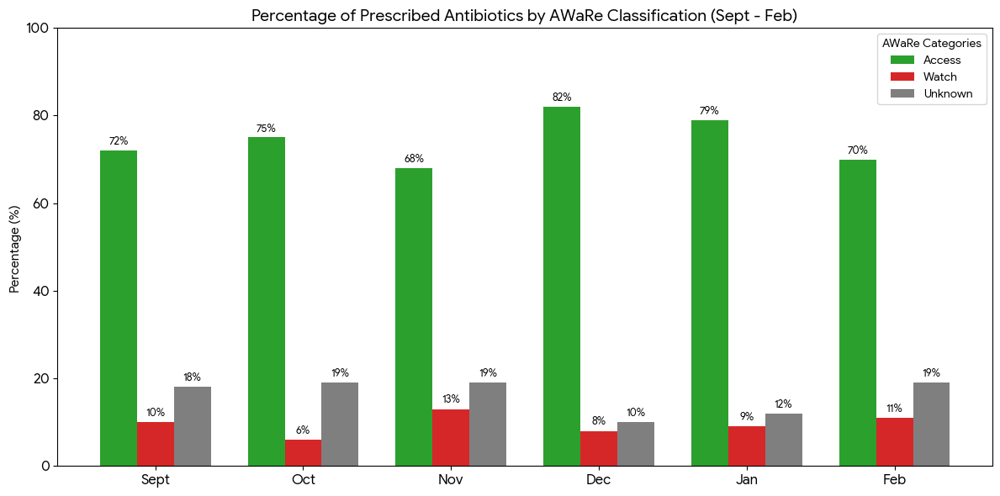 Percentage of Prescribed Antibiotics by AWaRe Classification (Sept - Feb)
Percentage (%)
100
80
60
40
20
0
AWaRe Categories
Access
Watch
Unknown
72%
10%
18%
75%
6%
19%
68%
13%
19%
82%
8%
10%
79%
9%
12%
70%
11%
19%
Sept
Oct
Nov
Dec
Jan
Feb